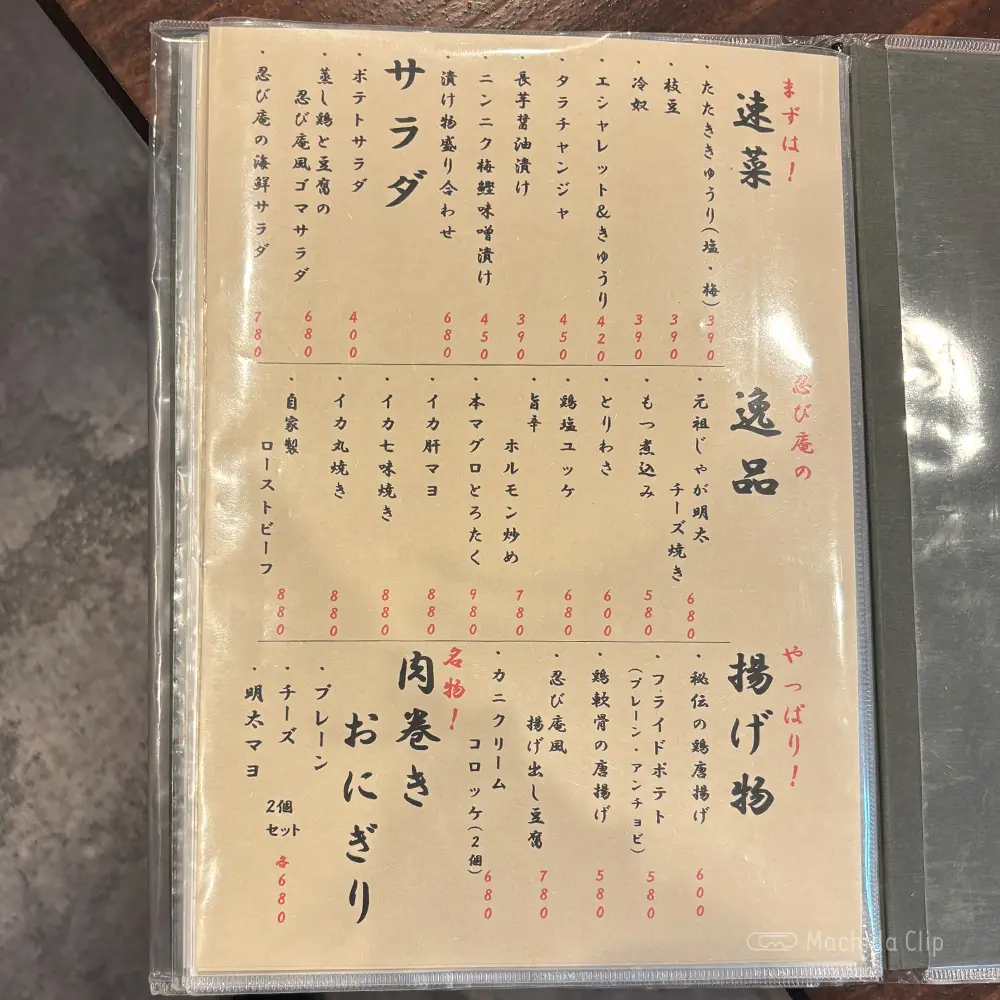 まずは！
速菜
・たたききゅうり(塩・梅) 390
・枝豆 390
・冷奴 390
・エシャレット&きゅうり 420
・タラチャンジャ 450
・長芋醤油漬け 390
・ニンニク梅鰹味噌漬け 450
・漬け物盛り合わせ 680
サラダ
・ポテトサラダ 400
・蒸し鶏と豆腐の
忍び庵風ゴマサラダ 680
・忍び庵の海鮮サラダ 780
忍び庵の
逸品
・元祖じゃが明太
チーズ焼き 680
・もつ煮込み 580
・とりわさ 600
・鶏塩ユッケ 680
・旨辛
ホルモン炒め 780
・本マグロとろたく 980
・イカ肝マヨ 880
・イカ七味焼き 880
・イカ丸焼き 880
・自家製
ローストビーフ 880
やっぱり！
揚げ物
・秘伝の鶏唐揚げ 600
・フライドポテト
(プレーン・アンチョビ) 580
・鶏軟骨の唐揚げ 580
・忍び庵風
揚げ出し豆腐 780
・カニクリーム
コロッケ(2個) 680
名物！
肉巻き
おにぎり
・プレーン
・チーズ
・明太マヨ
2個
セット
各680
Machida Clip